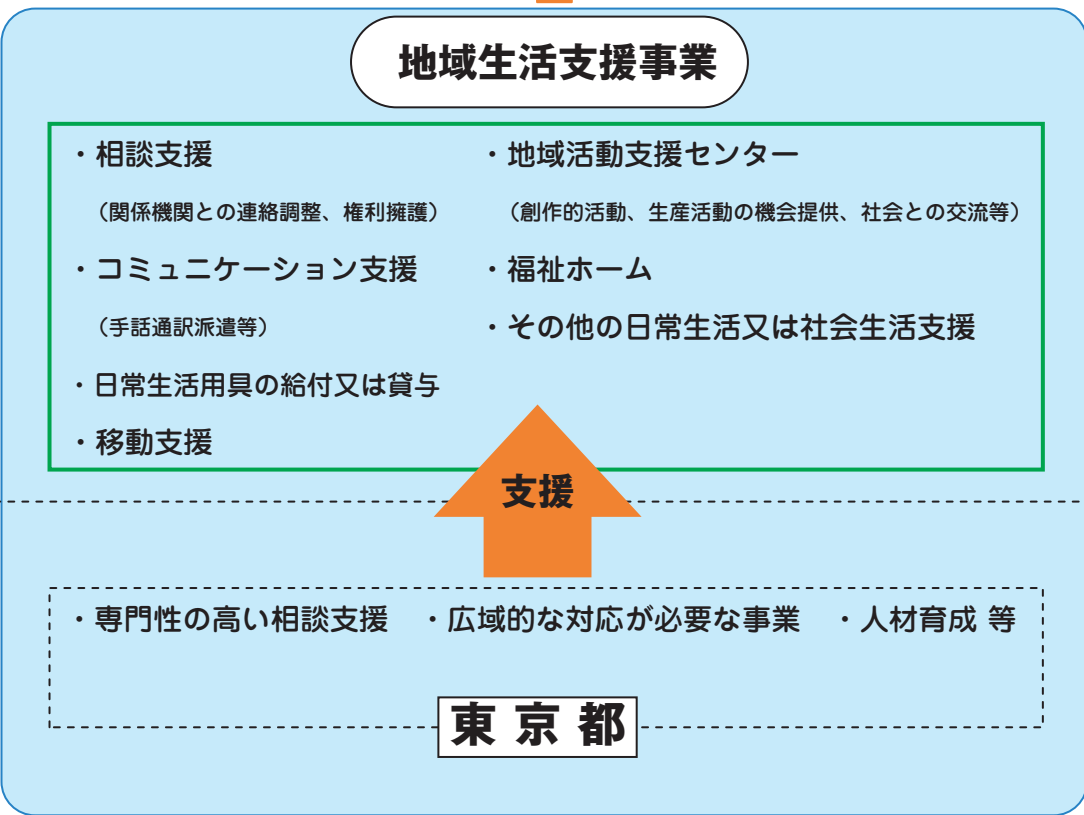 地域生活支援事業
・相談支援
（関係機関との連絡調整、権利擁護）
・コミュニケーション支援
（手話通訳派遣等）
・日常生活用具の給付又は貸与
・移動支援
・地域活動支援センター
（創作的活動、生産活動の機会提供、社会との交流等）
・福祉ホーム
・その他の日常生活又は社会生活支援
支援
・専門性の高い相談支援　・広域的な対応が必要な事業　・人材育成 等
東 京 都